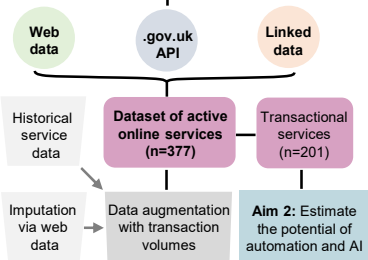 Web
data
.gov.uk
API
Linked
data
Historical
service
data
Dataset of active
online services
(n=377)
Transactional
services
(n=201)
Imputation
via web
data
Data augmentation
with transaction
volumes
Aim 2: Estimate
the potential of
automation and AI